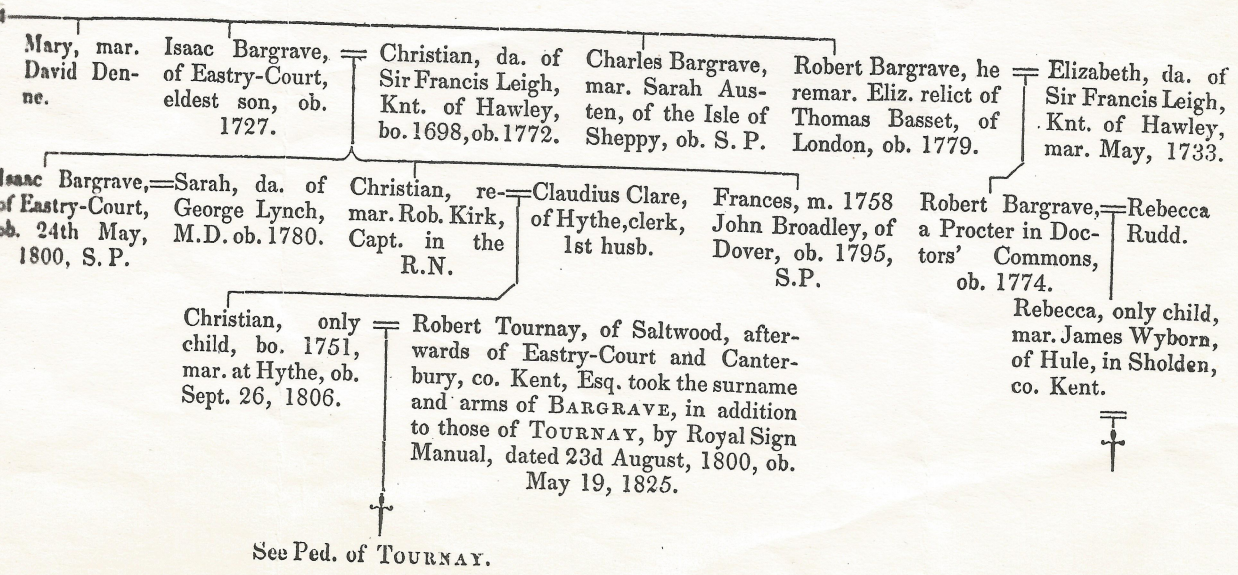 Mary, mar.
David Den-
ne.
Isaac Bargrave,
of Eastry-Court,
eldest son, ob.
1727.
Christian, da. of
Sir Francis Leigh,
Knt. of Hawley,
bo. 1698, ob. 1772.
Charles Bargrave,
mar. Sarah Aus-
ten, of the Isle of
Sheppy, ob. S. P.
Robert Bargrave, he
remar. Eliz. relict of
Thomas Basset, of
London, ob. 1779.
Elizabeth, da. of
Sir Francis Leigh,
Knt. of Hawley,
mar. May, 1733.
Isaac Bargrave,
of Eastry-Court,
ob. 24th May,
1800, S. P.
Sarah, da. of
George Lynch,
M.D. ob. 1780.
Christian, re-
mar. Rob. Kirk,
Capt. in the
R.N.
Claudius Clare,
of Hythe, clerk,
1st husb.
Frances, m. 1758
John Broadley, of
Dover, ob. 1795,
S.P.
Robert Bargrave,
a Procter in Doc-
tors' Commons,
ob. 1774.
Rebecca
Rudd.
Christian, only
child, bo. 1751,
mar. at Hythe, ob.
Sept. 26, 1806.
Robert Tournay, of Saltwood, after-
wards of Eastry-Court and Canter-
bury, co. Kent, Esq. took the surname
and arms of BARGRAVE, in addition
to those of TOURNAY, by Royal Sign
Manual, dated 23d August, 1800, ob.
May 19, 1825.
Rebecca, only child,
mar. James Wyborn,
of Hule, in Sholden,
co. Kent.
See Ped. of TOURNAY.